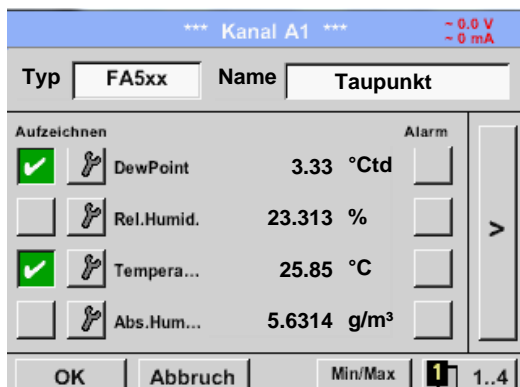 *** Kanal A1 ***
~ 0.0 V
~ 0 mA
Typ FA5xx Name Taupunkt
Aufzeichnen Alarm
DewPoint 3.33 °Ctd
Rel.Humid. 23.313 %
Tempera... 25.85 °C
Abs.Hum... 5.6314 g/m³
>
OK Abbruch Min/Max 1 1..4